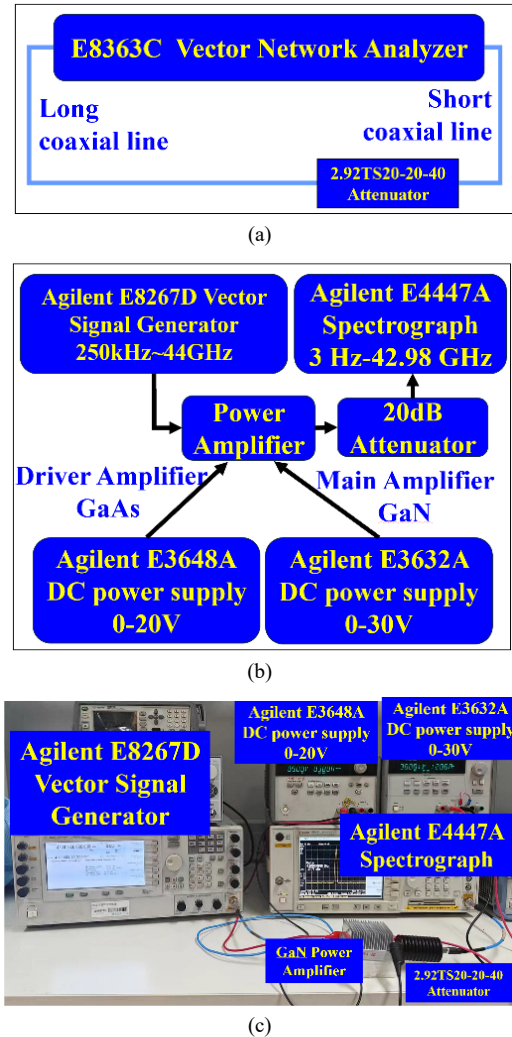 E8363C Vector Network Analyzer
Long
coaxial line
Short
coaxial line
2.92TS20-20-40
Attenuator
(a)
Agilent E8267D Vector
Signal Generator
250kHz~44GHz
Agilent E4447A
Spectrograph
3 Hz-42.98 GHz
Power
Amplifier
20dB
Attenuator
Driver Amplifier
GaAs
Main Amplifier
GaN
Agilent E3648A
DC power supply
0-20V
Agilent E3632A
DC power supply
0-30V
(b)
Agilent E8267D
Vector Signal
Generator
Agilent E3648A
DC power supply
0-20V
Agilent E3632A
DC power supply
0-30V
Agilent E4447A
Spectrograph
GaN Power
Amplifier
2.92TS20-20-40
Attenuator
(c)